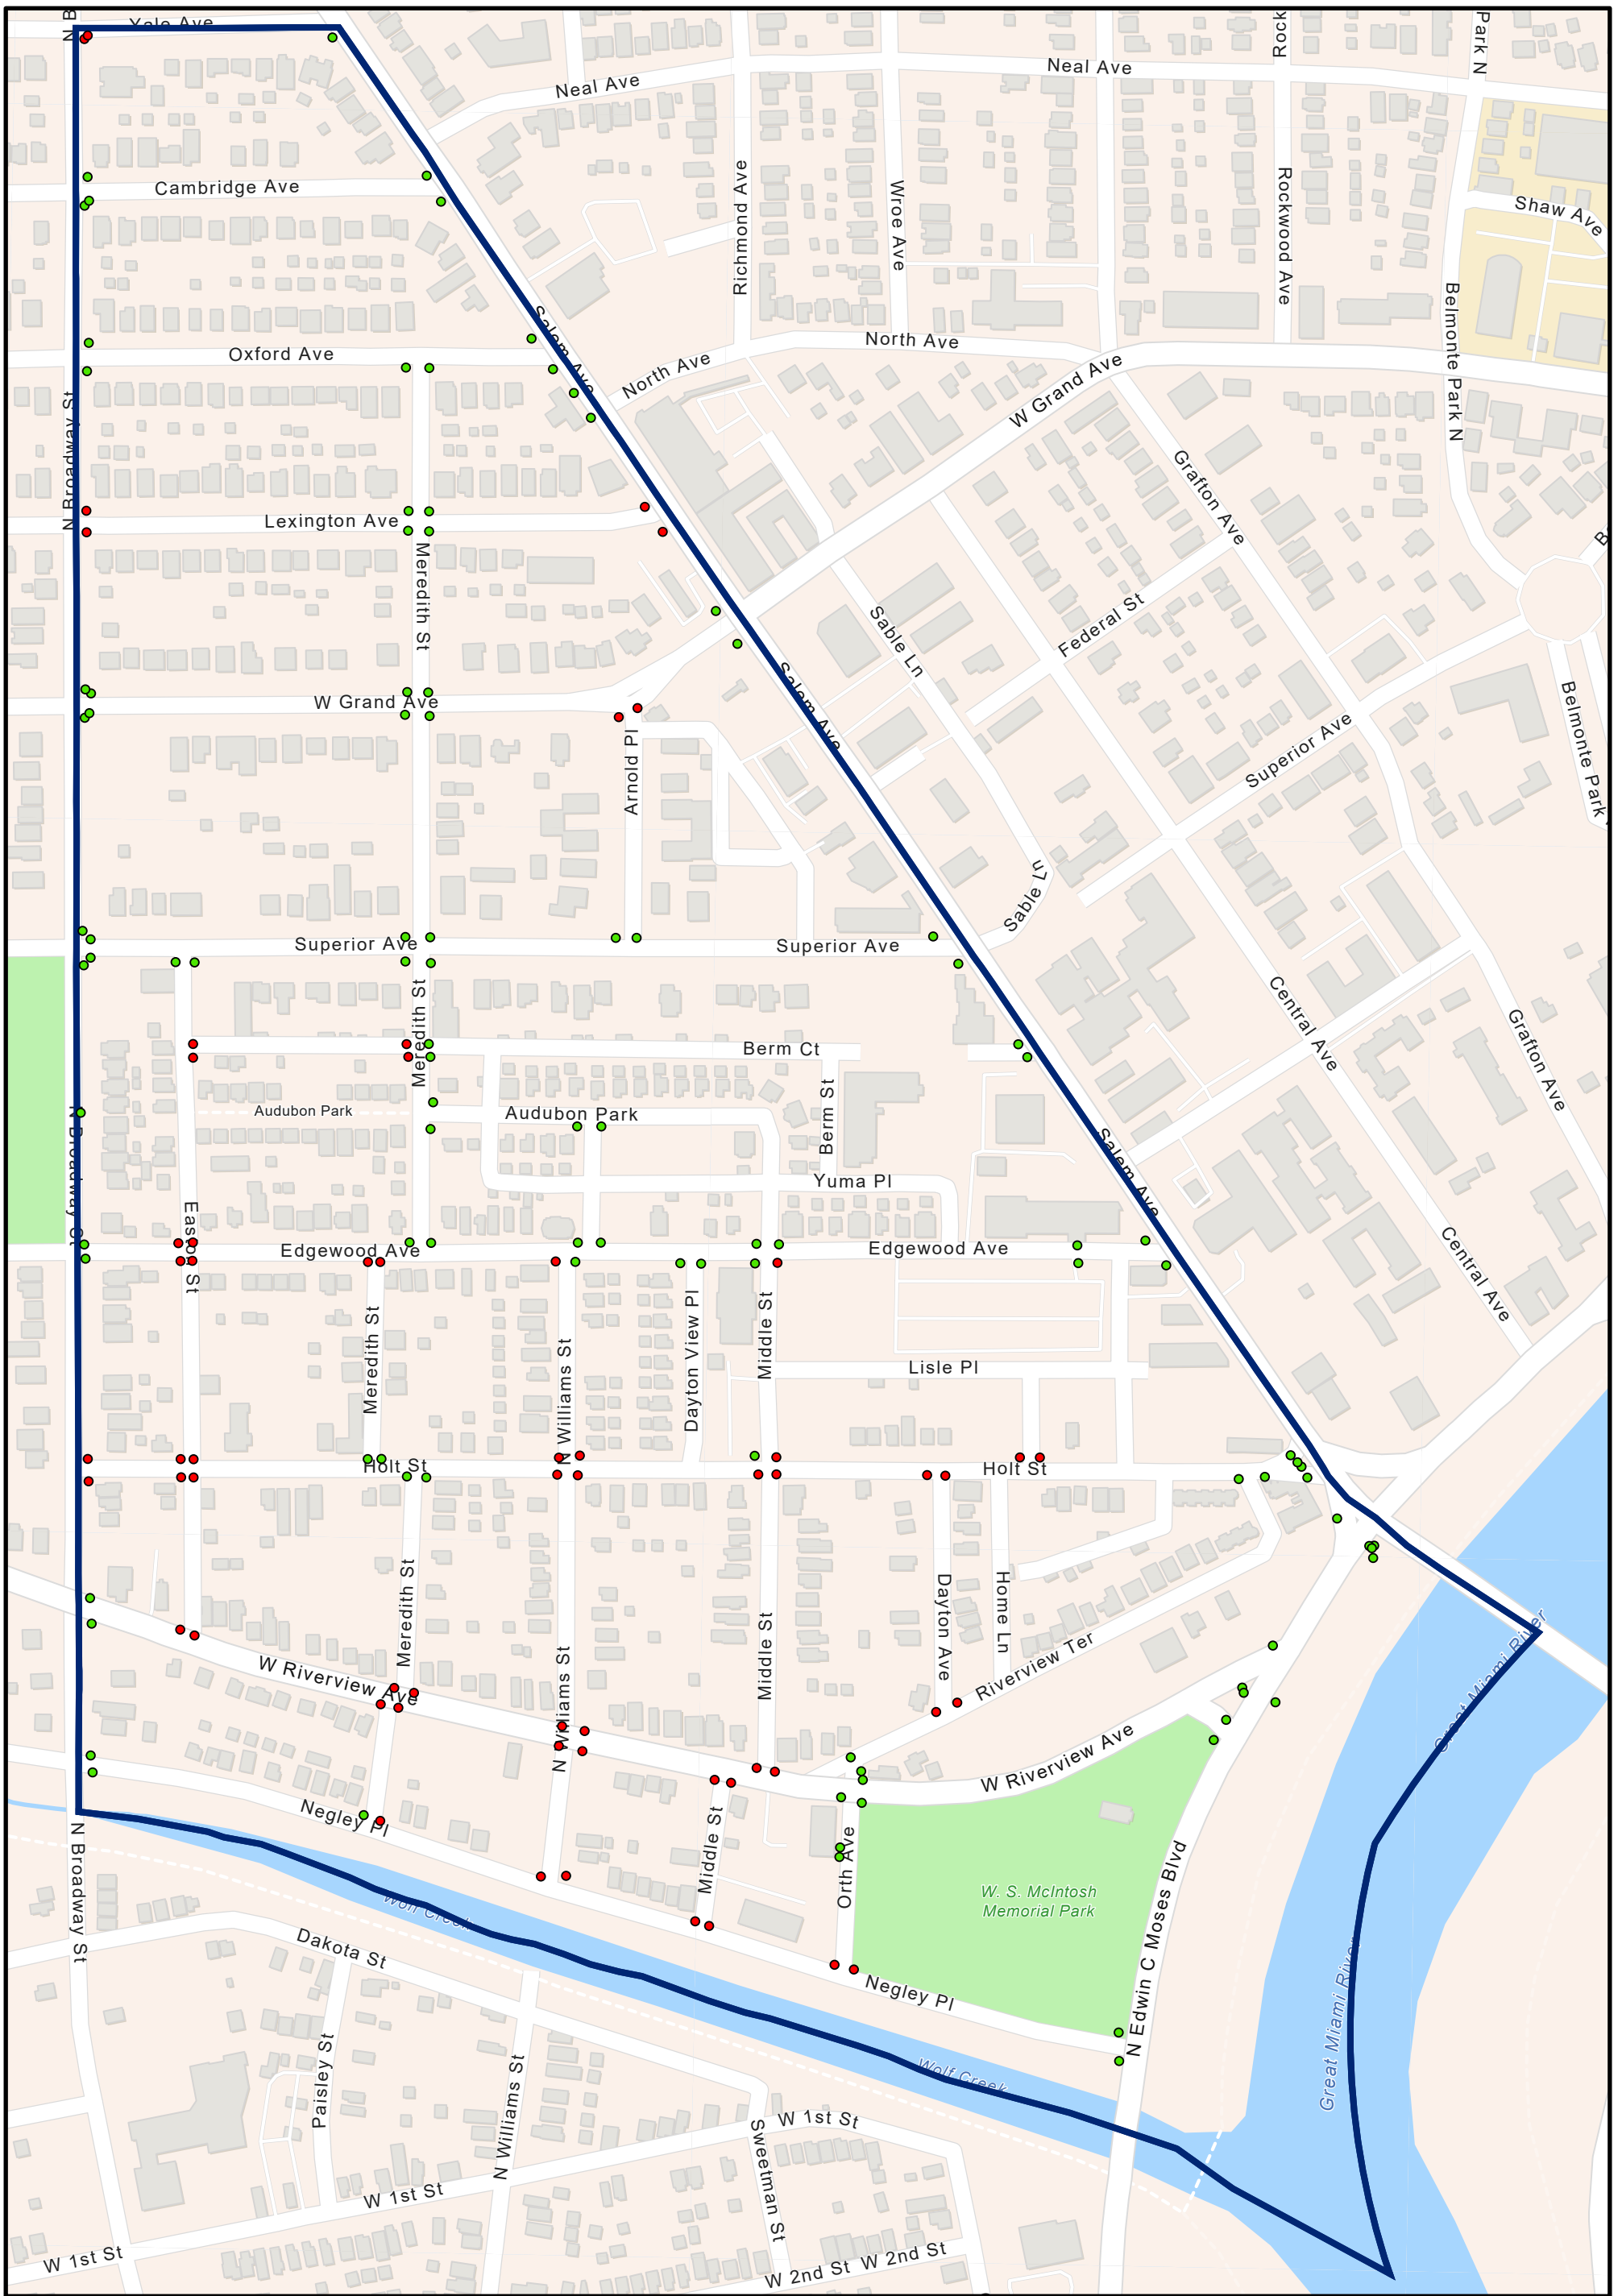 Yale Ave
N B
Rock
Park N
Neal Ave
Neal Ave
Cambridge Ave
Richmond Ave
Wroe Ave
Rockwood Ave
Shaw Ave
Oxford Ave
Salem Ave
North Ave
North Ave
W Grand Ave
Belmonte Park N
N Broadway St
Lexington Ave
Meredith St
Grafton Ave
B
Sable Ln
Federal St
W Grand Ave
Salem Ave
Arnold Pl
Superior Ave
Belmonte Park
Sable Ln
Superior Ave
Superior Ave
Meredith St
Berm Ct
Central Ave
Grafton Ave
Audubon Park
Audubon Park
Berm St
N Broadway St
Salem Ave
Yuma Pl
Easton St
Edgewood Ave
Edgewood Ave
Central Ave
Meredith St
N Williams St
Dayton View Pl
Middle St
Lisle Pl
Holt St
Holt St
Meredith St
N Williams St
Middle St
Dayton Ave
Home Ln
Riverview Ter
W Riverview Ave
W Riverview Ave
Great Miami River
Negley Pl
Middle St
Orth Ave
N Broadway St
Wolf Creek
W. S. McIntosh
Memorial Park
N Edwin C Moses Blvd
Dakota St
Negley Pl
Great Miami River
Paisley St
N Williams St
Wolf Creek
W 1st St
Sweetman St
W 1st St
W 1st St
W 2nd St
W 2nd St